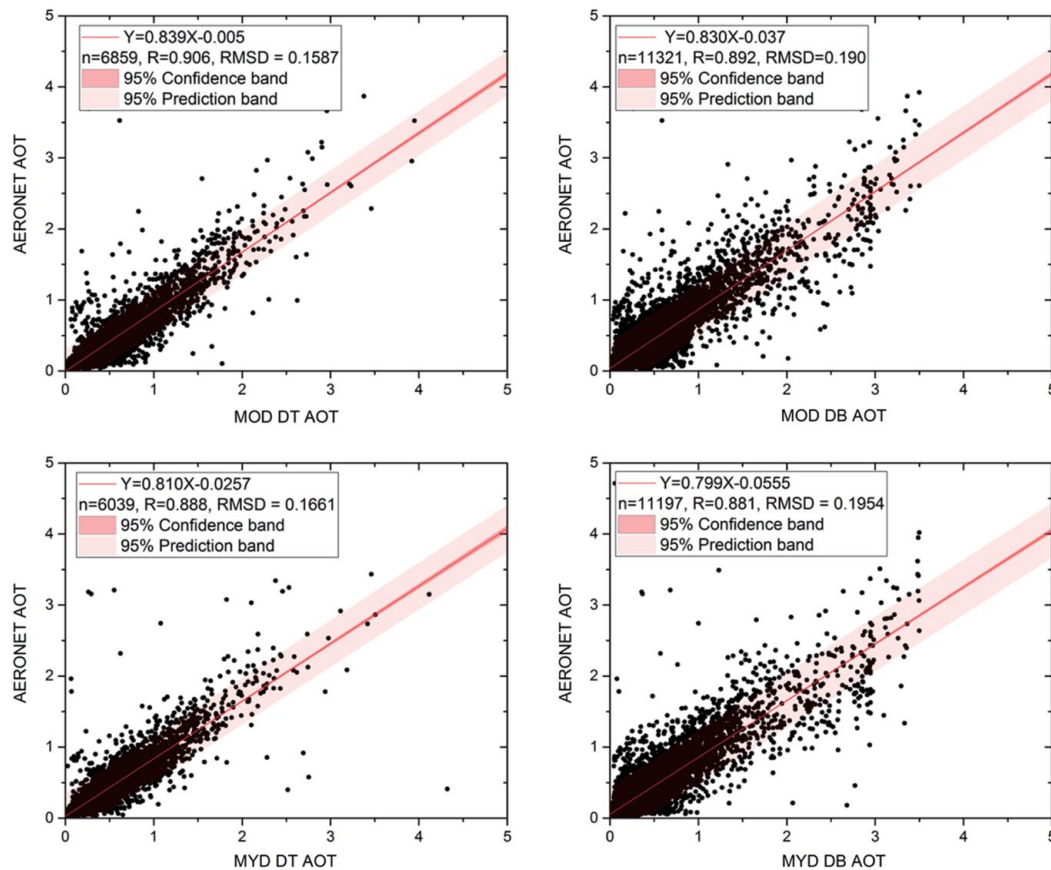 Y=0.839X-0.005
n=6859, R=0.906, RMSD = 0.1587
95% Confidence band
95% Prediction band
5
4
3
2
1
0
AERONET AOT
0 1 2 3 4 5
MOD DT AOT
Y=0.830X-0.037
n=11321, R=0.892, RMSD=0.190
95% Confidence band
95% Prediction band
5
4
3
2
1
0
AERONET AOT
0 1 2 3 4 5
MOD DB AOT
Y=0.810X-0.0257
n=6039, R=0.888, RMSD = 0.1661
95% Confidence band
95% Prediction band
5
4
3
2
1
0
AERONET AOT
0 1 2 3 4 5
MYD DT AOT
Y=0.799X-0.0555
n=11197, R=0.881, RMSD = 0.1954
95% Confidence band
95% Prediction band
5
4
3
2
1
0
AERONET AOT
0 1 2 3 4 5
MYD DB AOT